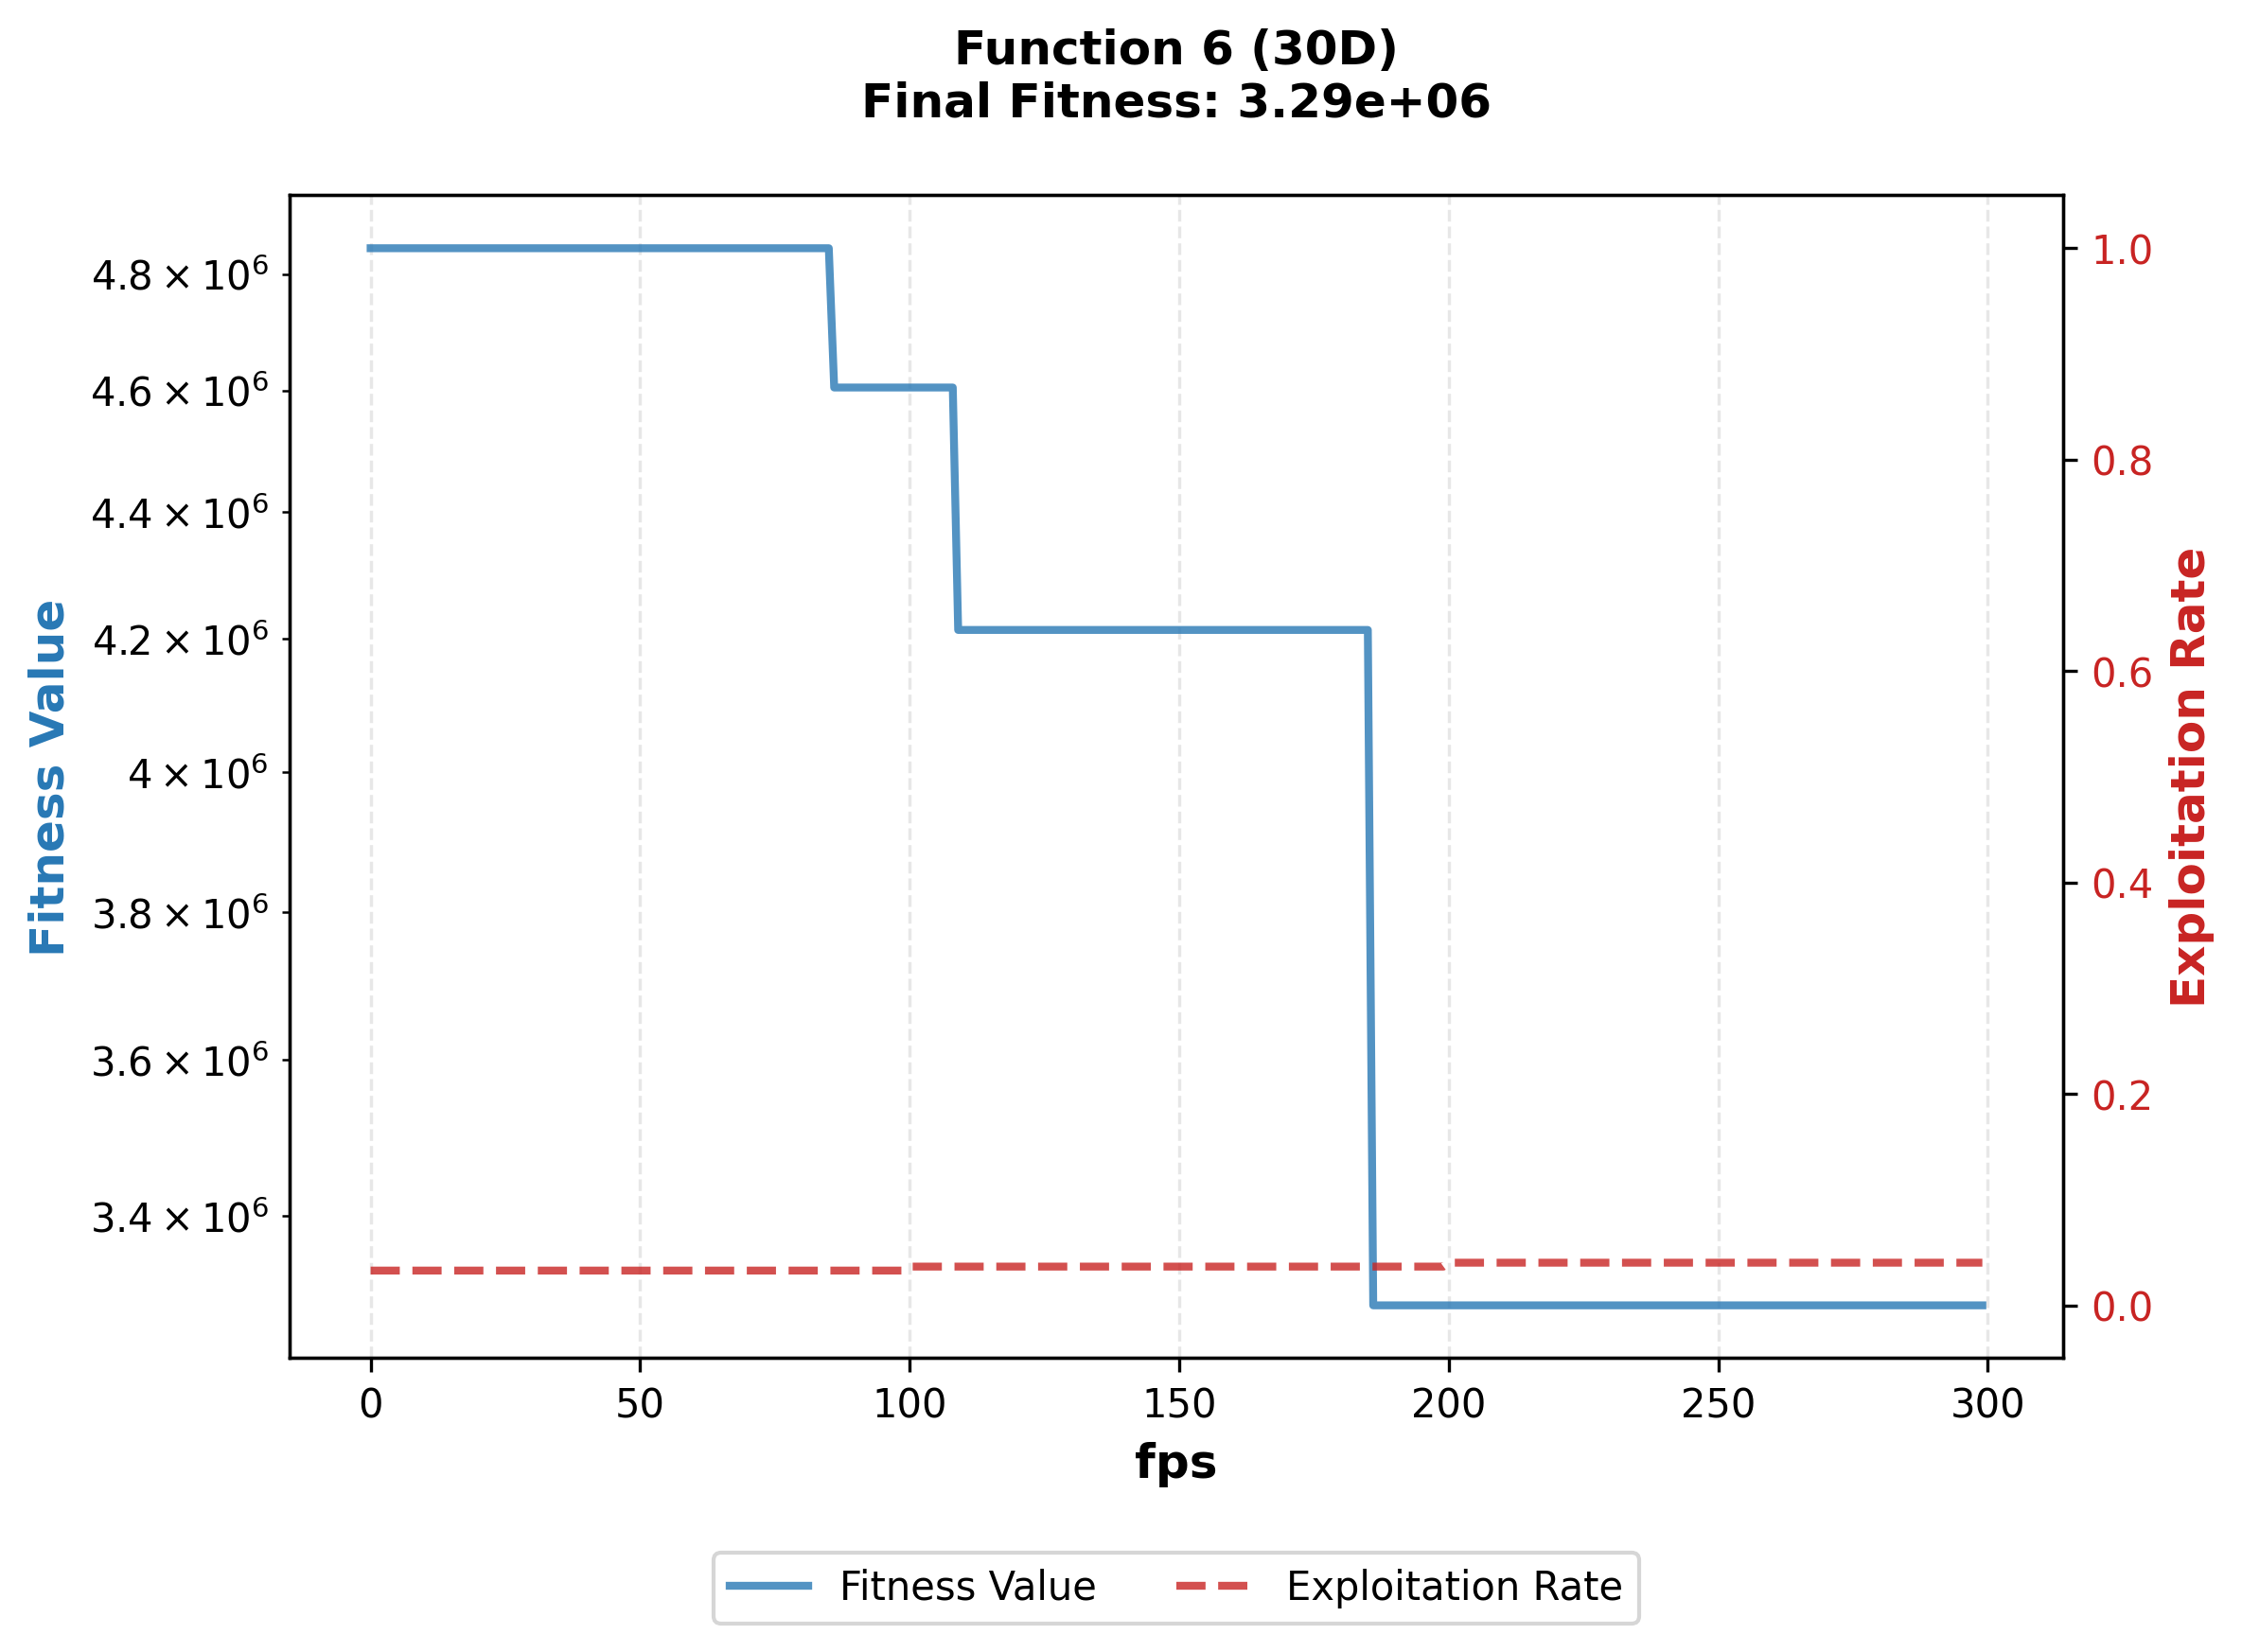 Function 6 (30D)
Final Fitness: 3.29e+06
Fitness Value
4.8 × 10⁶
4.6 × 10⁶
4.4 × 10⁶
4.2 × 10⁶
4 × 10⁶
3.8 × 10⁶
3.6 × 10⁶
3.4 × 10⁶
1.0
0.8
0.6
0.4
0.2
0.0
Exploitation Rate
0 50 100 150 200 250 300
fps
Fitness Value Exploitation Rate